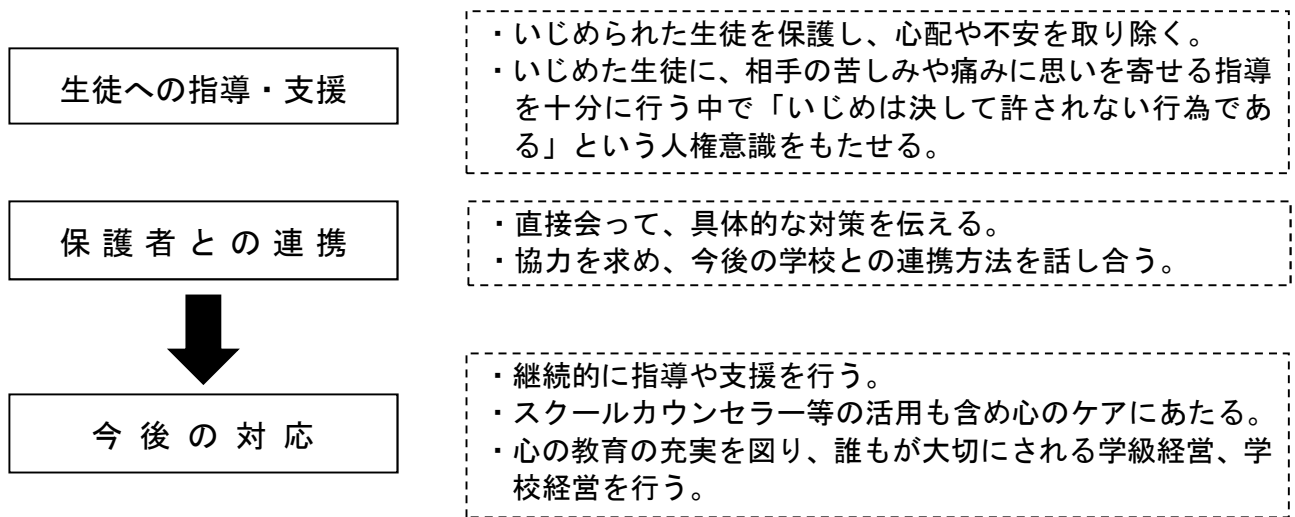 生徒への指導・支援
・いじめられた生徒を保護し、心配や不安を取り除く。
・いじめた生徒に、相手の苦しみや痛みに思いを寄せる指導
を十分に行う中で「いじめは決して許されない行為であ
る」という人権意識をもたせる。
保護者との連携
・直接会って、具体的な対策を伝える。
・協力を求め、今後の学校との連携方法を話し合う。
今後の対応
・継続的に指導や支援を行う。
・スクールカウンセラー等の活用も含め心のケアにあたる。
・心の教育の充実を図り、誰もが大切にされる学級経営、学
校経営を行う。